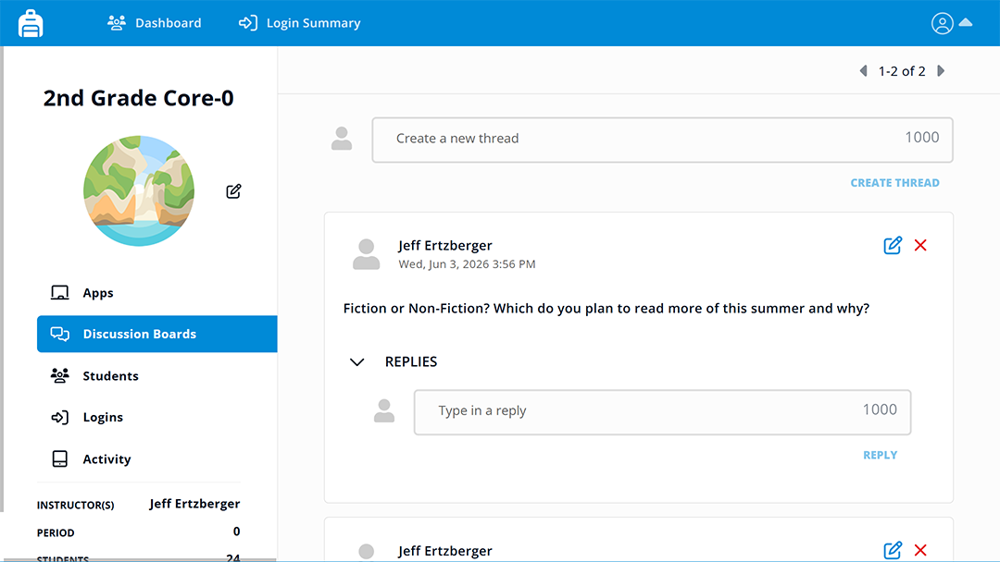 Dashboard
Login Summary
2nd Grade Core-0
Apps
Discussion Boards
Students
Logins
Activity
INSTRUCTOR(S) Jeff Ertzberger
PERIOD 0
STUDENTS 24
1-2 of 2
Create a new thread 1000
CREATE THREAD
Jeff Ertzberger
Wed, Jun 3, 2026 3:56 PM
Fiction or Non-Fiction? Which do you plan to read more of this summer and why?
REPLIES
Type in a reply 1000
REPLY
Jeff Ertzberger